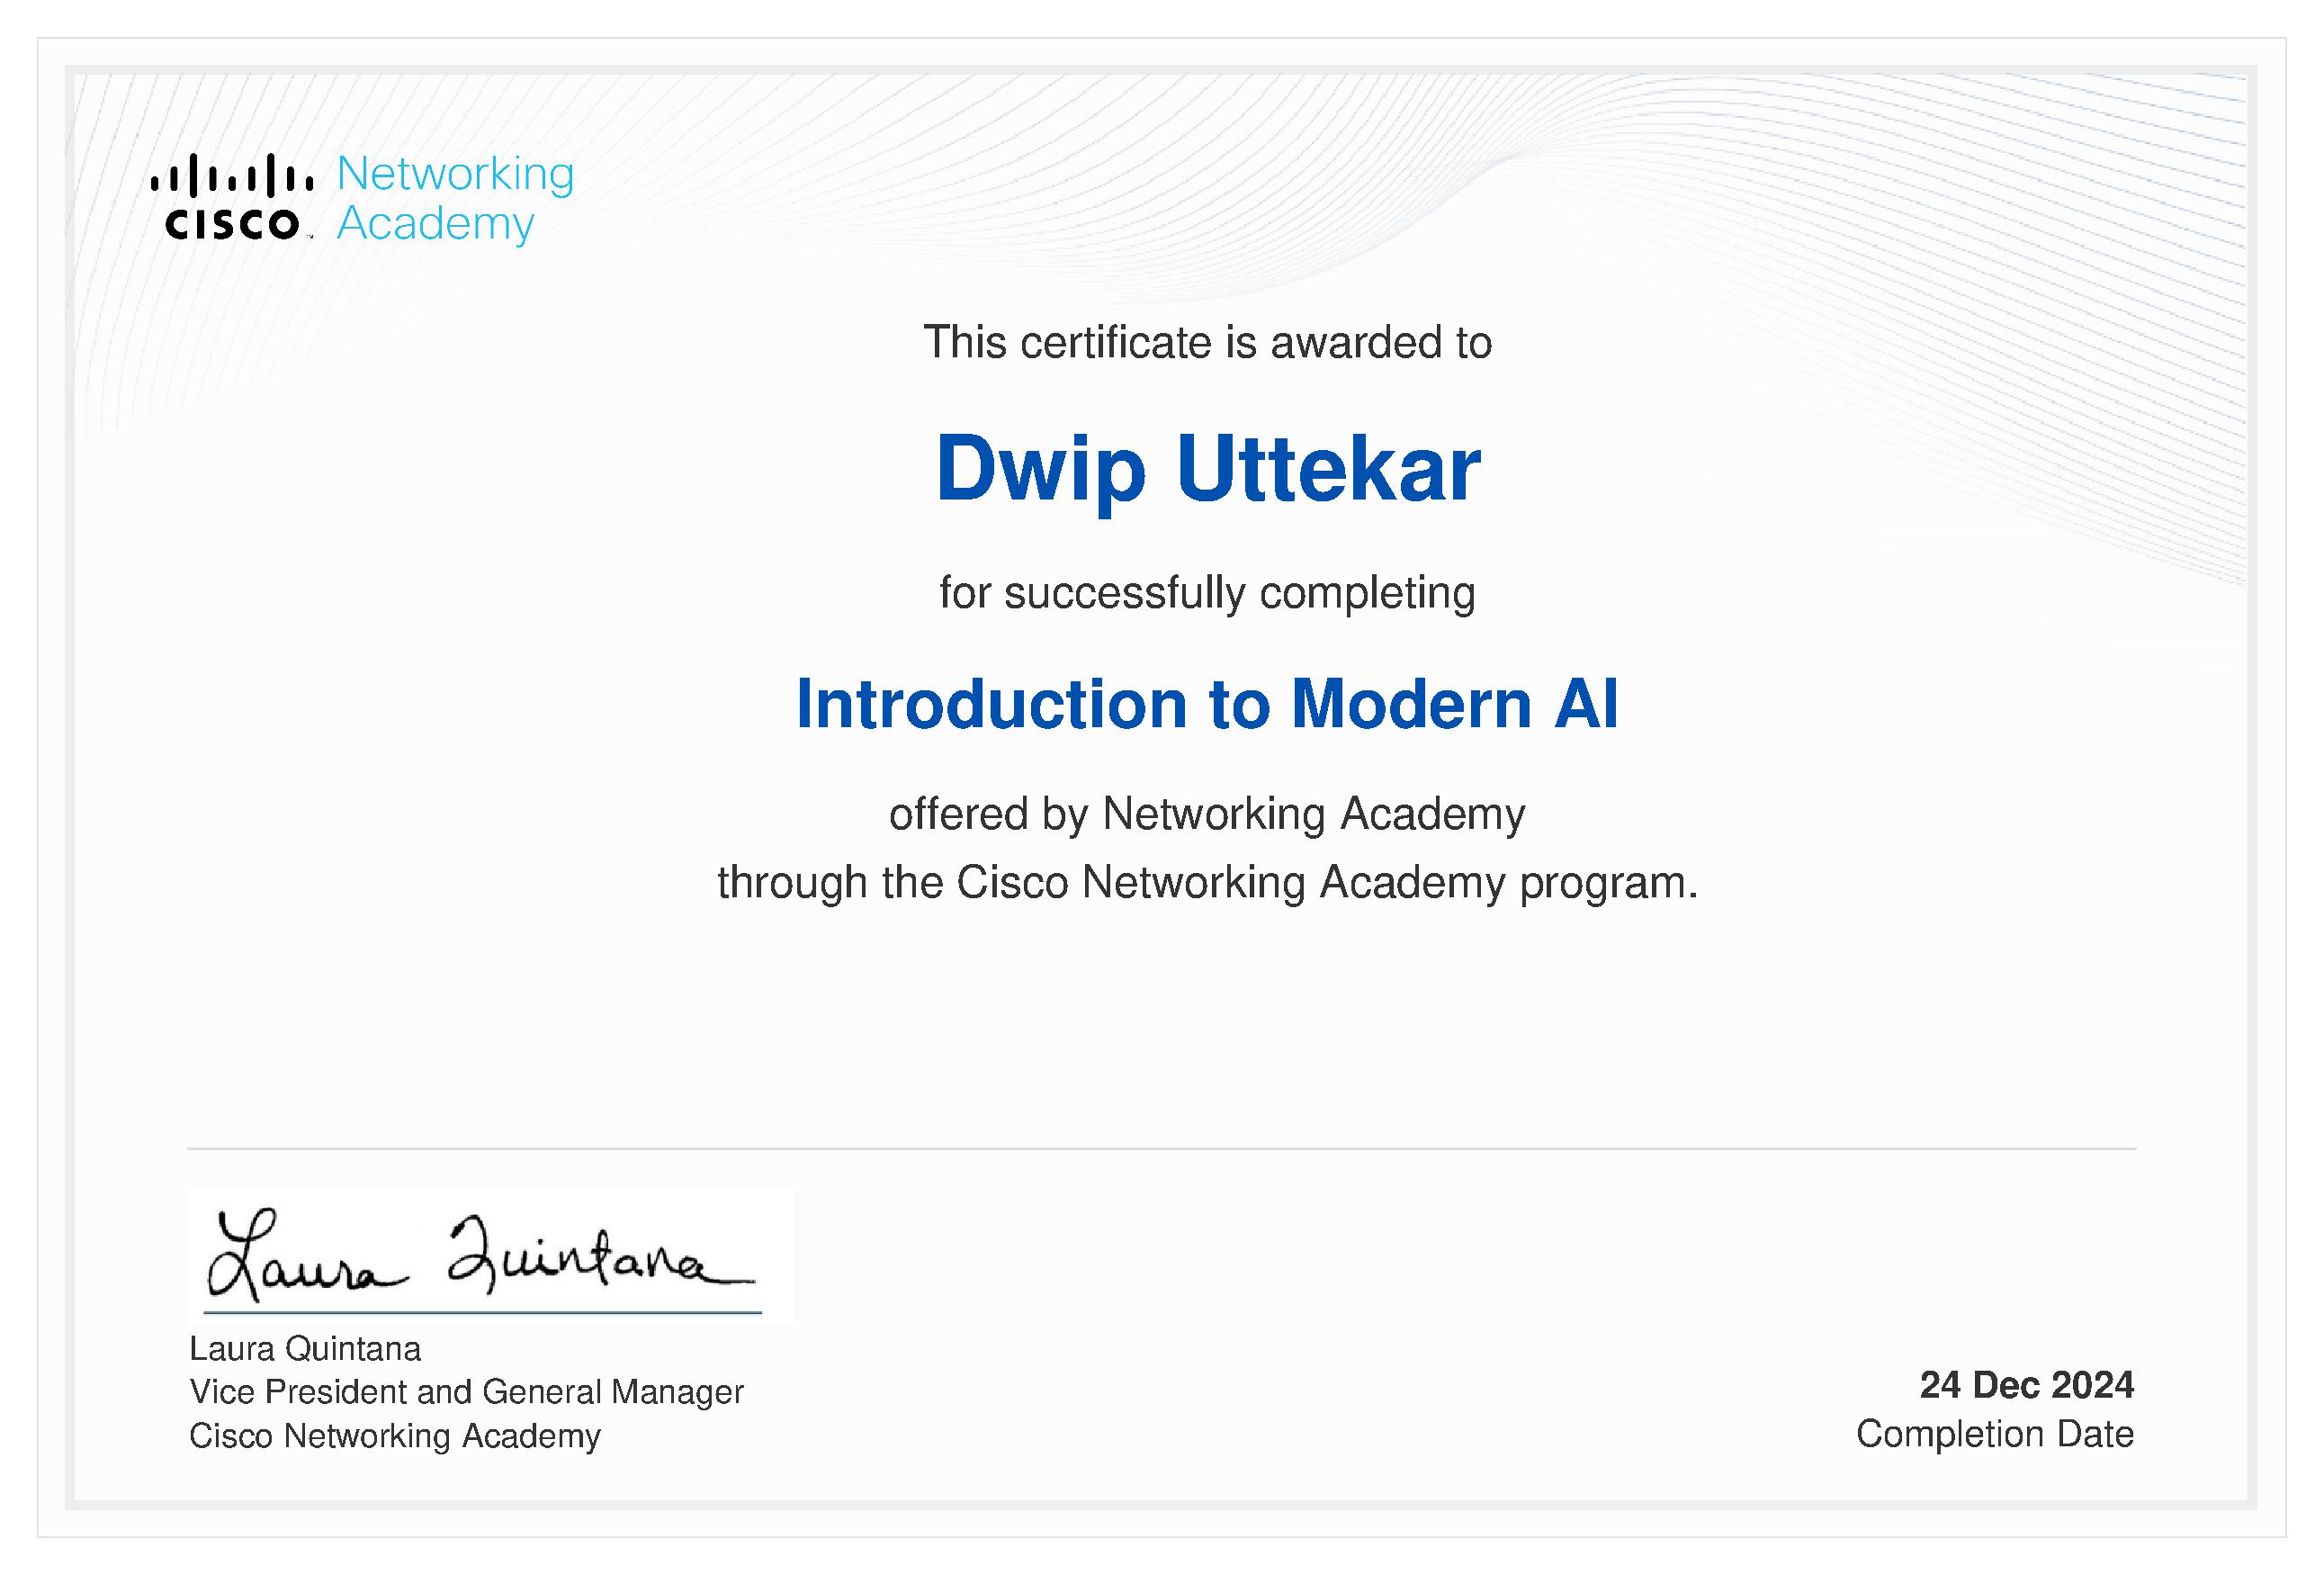 Networking
CISCO™ Academy
This certificate is awarded to
Dwip Uttekar
for successfully completing
Introduction to Modern AI
offered by Networking Academy
through the Cisco Networking Academy program.
Laura Quintana
Laura Quintana
Vice President and General Manager
Cisco Networking Academy
24 Dec 2024
Completion Date